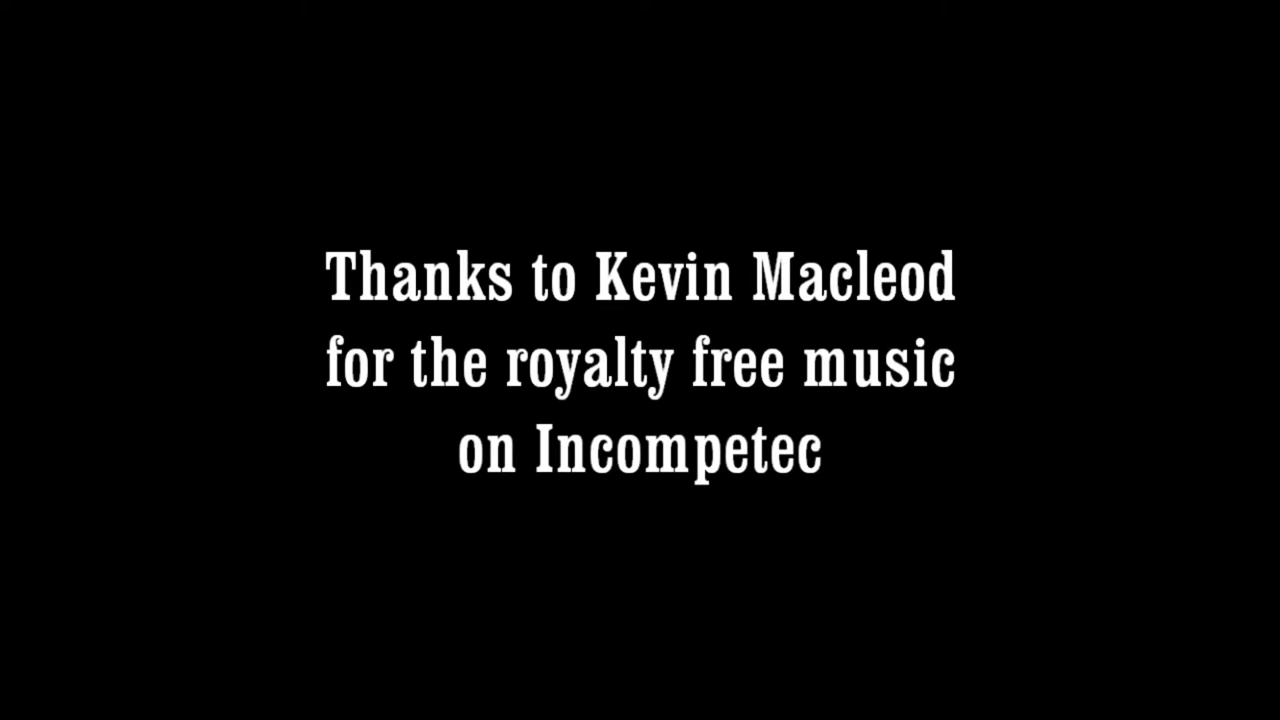 Thanks to Kevin Macleod
for the royalty free music
on Incompetec